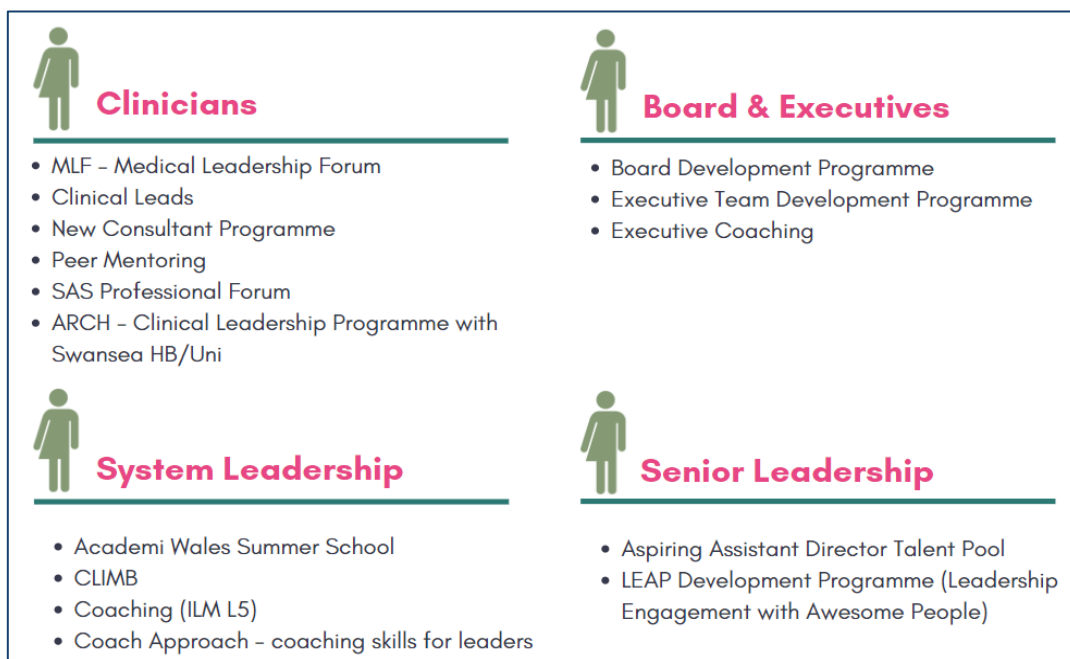 Clinicians
• MLF - Medical Leadership Forum
• Clinical Leads
• New Consultant Programme
• Peer Mentoring
• SAS Professional Forum
• ARCH - Clinical Leadership Programme with
Swansea HB/Uni
Board & Executives
• Board Development Programme
• Executive Team Development Programme
• Executive Coaching
System Leadership
• Academi Wales Summer School
• CLIMB
• Coaching (ILM L5)
• Coach Approach - coaching skills for leaders
Senior Leadership
• Aspiring Assistant Director Talent Pool
• LEAP Development Programme (Leadership
Engagement with Awesome People)